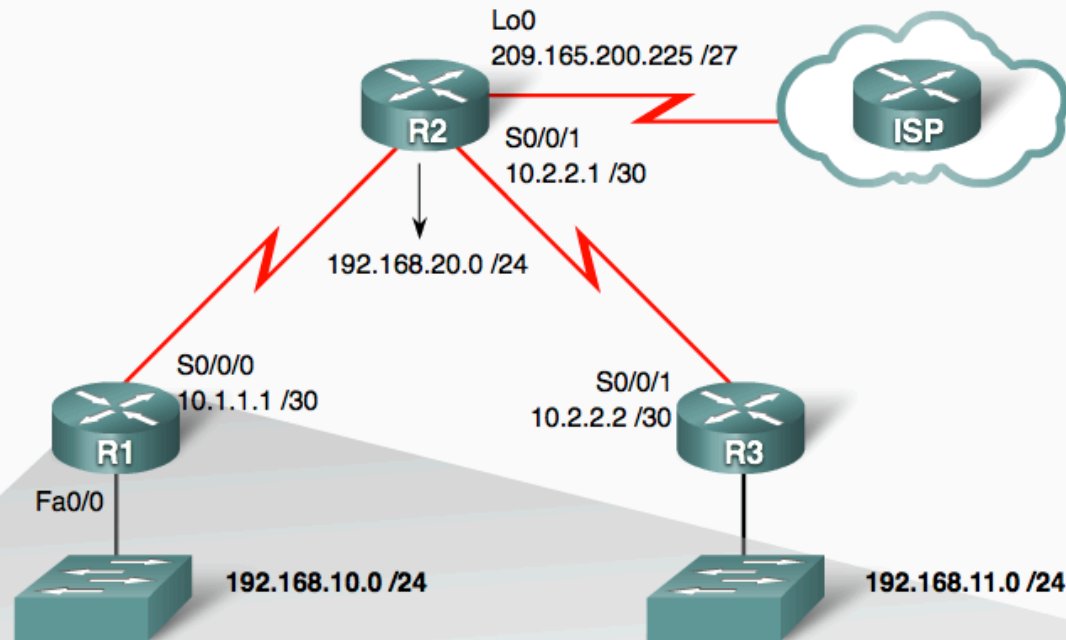 Lo0
209.165.200.225 /27
R2
ISP
S0/0/1
10.2.2.1 /30
192.168.20.0 /24
S0/0/0
10.1.1.1 /30
S0/0/1
10.2.2.2 /30
R1
R3
Fa0/0
192.168.10.0 /24
192.168.11.0 /24